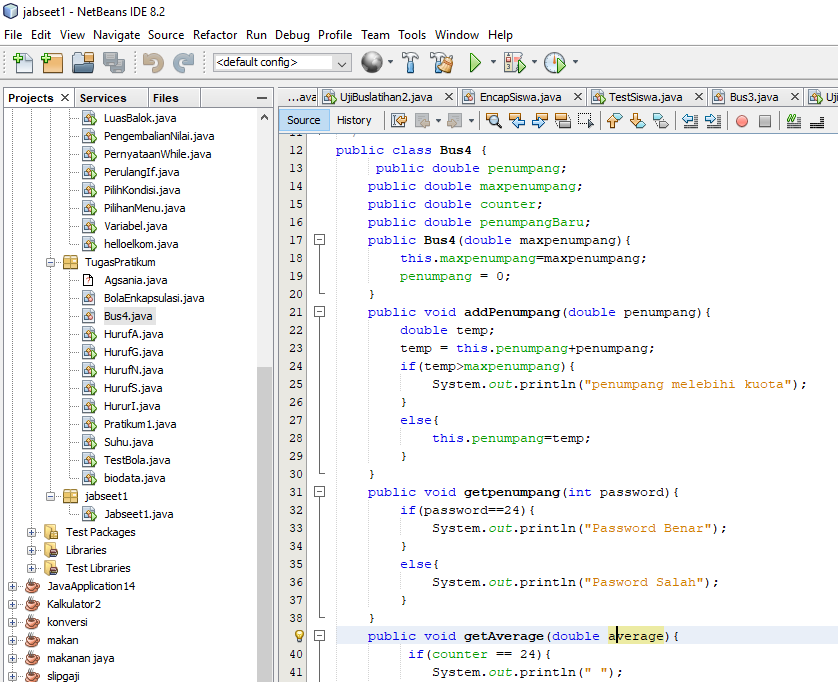 jabseet1 - NetBeans IDE 8.2
File Edit View Navigate Source Refactor Run Debug Profile Team Tools Window Help
<default config>
Projects Services Files
...ava UjiBuslatihan2.java EncapSiswa.java TestSiswa.java Bus3.java Uj
Source History
LuasBalok.java
PengembalianNilai.java
PernyataanWhile.java
PerulangIf.java
PilihKondisi.java
PilihanMenu.java
Variabel.java
helloelkom.java
TugasPratikum
Agsania.java
BolaEnkapsulasi.java
Bus4.java
HurufA.java
HurufG.java
HurufN.java
HurufS.java
HururI.java
Pratikum1.java
Suhu.java
TestBola.java
biodata.java
jabseet1
Jabseet1.java
Test Packages
Libraries
Test Libraries
JavaApplication14
Kalkulator2
konversi
makan
makanan jaya
slipgaji
11
12 public class Bus4 {
13 public double penumpang;
14 public double maxpenumpang;
15 public double counter;
16 public double penumpangBaru;
17 public Bus4(double maxpenumpang){
18 this.maxpenumpang=maxpenumpang;
19 penumpang = 0;
20 }
21 public void addPenumpang(double penumpang){
22 double temp;
23 temp = this.penumpang+penumpang;
24 if(temp>maxpenumpang){
25 System.out.println("penumpang melebihi kuota");
26 }
27 else{
28 this.penumpang=temp;
29 }
30 }
31 public void getpenumpang(int password){
32 if(password==24){
33 System.out.println("Password Benar");
34 }
35 else{
36 System.out.println("Pasword Salah");
37 }
38 }
public void getAverage(double average){
40 if(counter == 24){
41 System.out.println(" ");